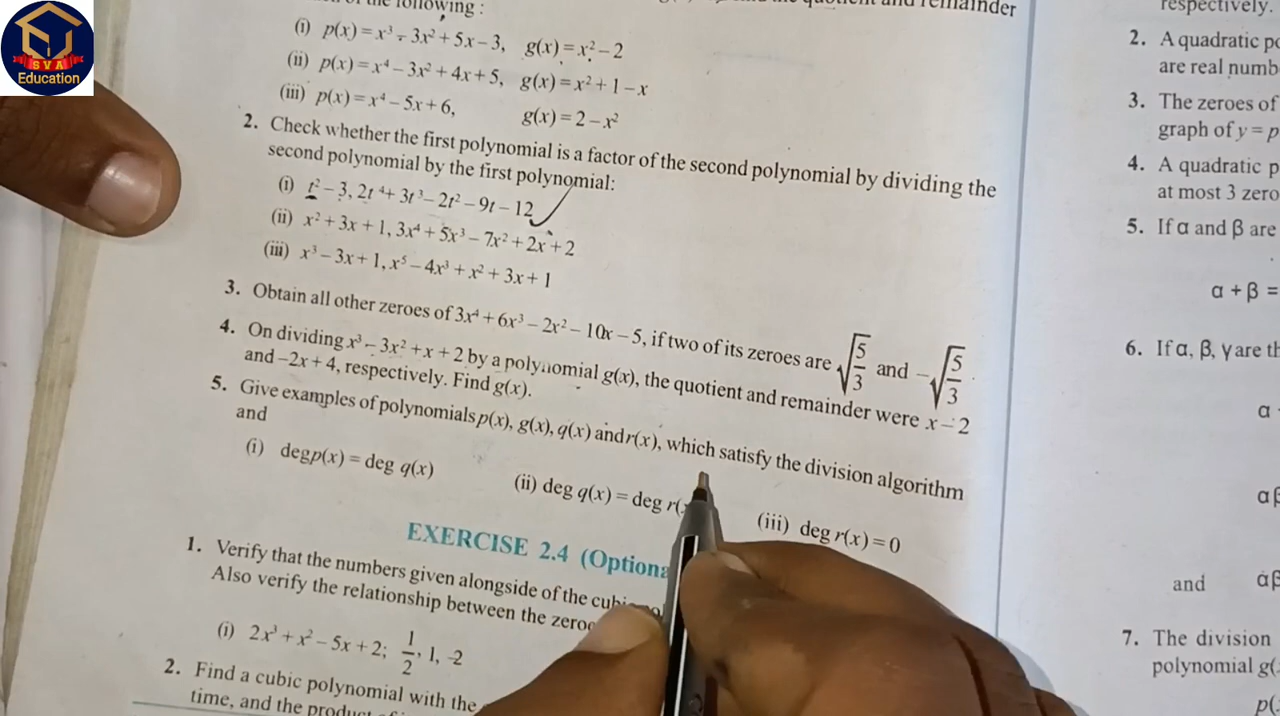 SVA
Education
following :
remainder
(i) p(x) = x³ – 3x² + 5x – 3, g(x) = x² – 2
(ii) p(x) = x⁴ – 3x² + 4x + 5, g(x) = x² + 1 – x
(iii) p(x) = x⁴ – 5x + 6, g(x) = 2 – x²
2. Check whether the first polynomial is a factor of the second polynomial by dividing the
second polynomial by the first polynomial:
(i) t² – 3, 2t⁴ + 3t³ – 2t² – 9t – 12
(ii) x² + 3x + 1, 3x⁴ + 5x³ – 7x² + 2x + 2
(iii) x³ – 3x + 1, x⁵ – 4x³ + x² + 3x + 1
3. Obtain all other zeroes of 3x⁴ + 6x³ – 2x² – 10x – 5, if two of its zeroes are √(5/3) and –√(5/3).
4. On dividing x³ – 3x² + x + 2 by a polynomial g(x), the quotient and remainder were x – 2
and –2x + 4, respectively. Find g(x).
5. Give examples of polynomials p(x), g(x), q(x) and r(x), which satisfy the division algorithm
and
(i) deg p(x) = deg q(x) (ii) deg q(x) = deg r( (iii) deg r(x) = 0
EXERCISE 2.4 (Optiona
1. Verify that the numbers given alongside of the cubi
Also verify the relationship between the zero
(i) 2x³ + x² – 5x + 2; 1/2, 1, –2
2. Find a cubic polynomial with the
time, and the product
respectively.
2. A quadratic po
are real numb
3. The zeroes of
graph of y = p
4. A quadratic p
at most 3 zero
5. If α and β are
α + β =
6. If α, β, γ are th
α
αβ
and αβ
7. The division
polynomial g(
p(